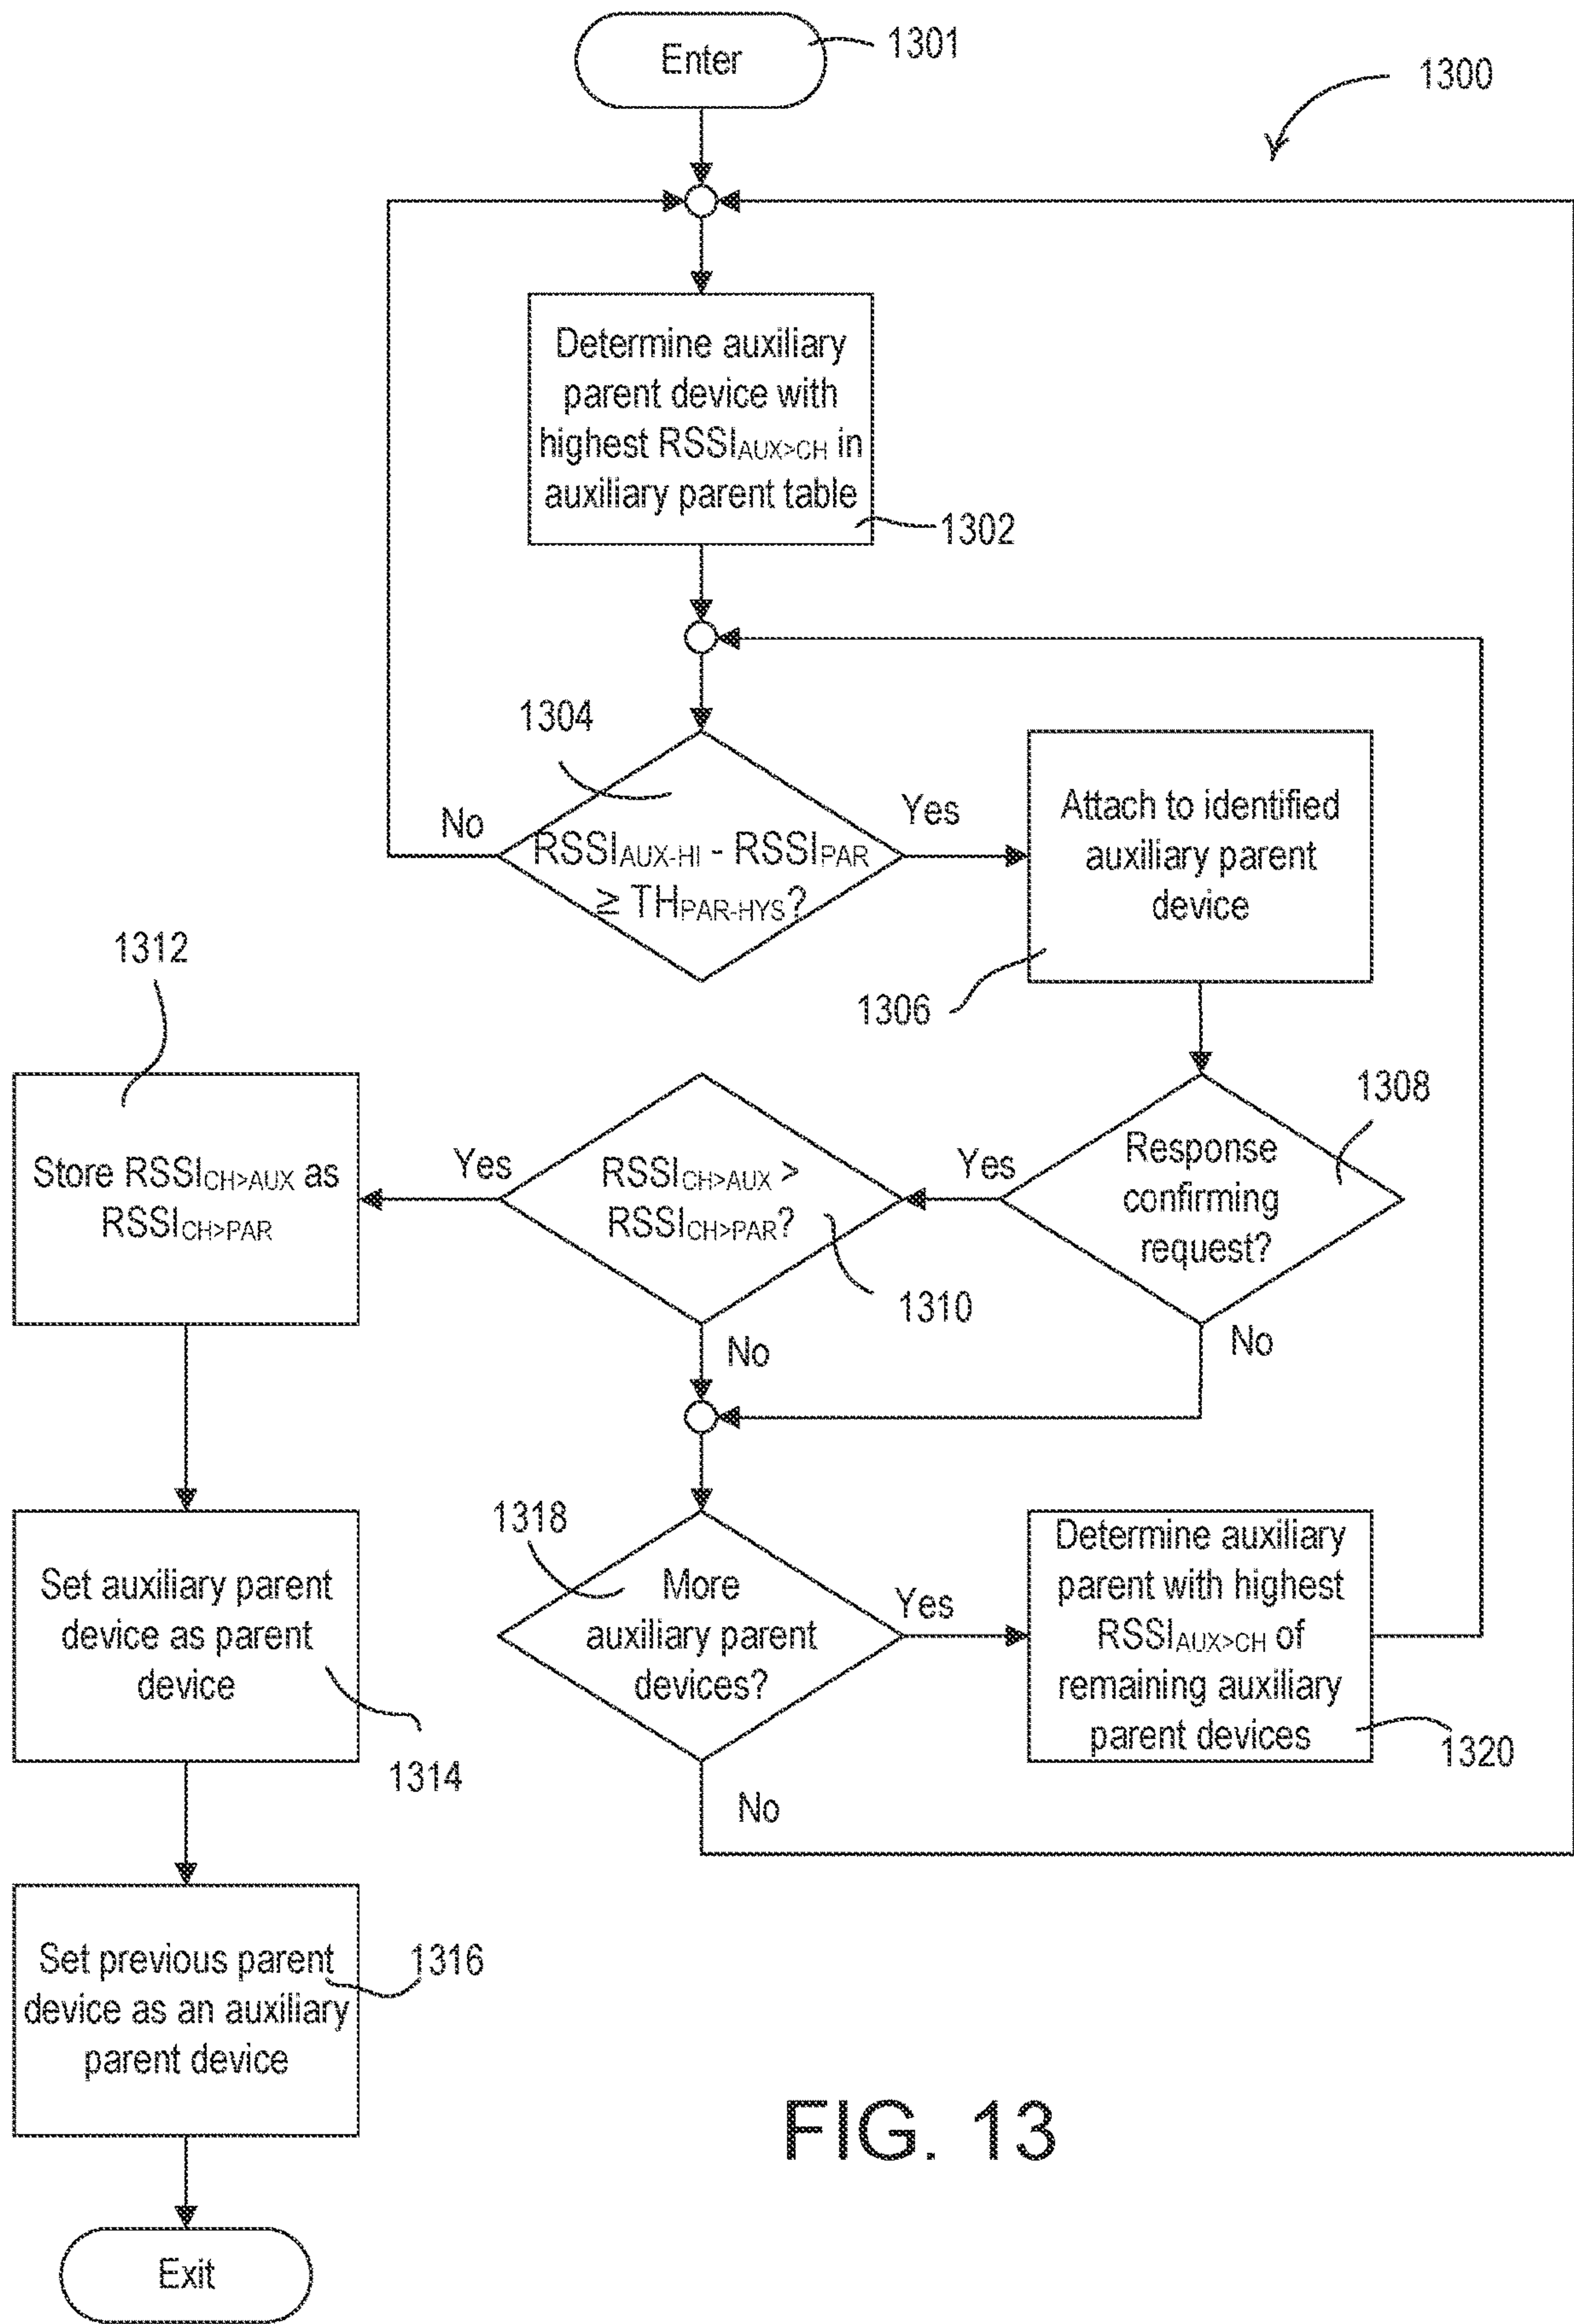 Enter
1301
1300
Determine auxiliary
parent device with
highest RSSIAUX>CH in
auxiliary parent table
1302
1304
No
RSSIAUX-HI - RSSIPAR
≥ THPAR-HYS?
Yes
Attach to identified
auxiliary parent
device
1306
1312
Store RSSICH>AUX as
RSSICH>PAR
Yes
RSSICH>AUX >
RSSICH>PAR?
1310
No
Yes
Response
confirming
request?
1308
No
Set auxiliary parent
device as parent
device
1314
1318
More
auxiliary parent
devices?
Yes
No
Determine auxiliary
parent with highest
RSSIAUX>CH of
remaining auxiliary
parent devices
1320
Set previous parent
device as an auxiliary
parent device
1316
Exit
FIG. 13